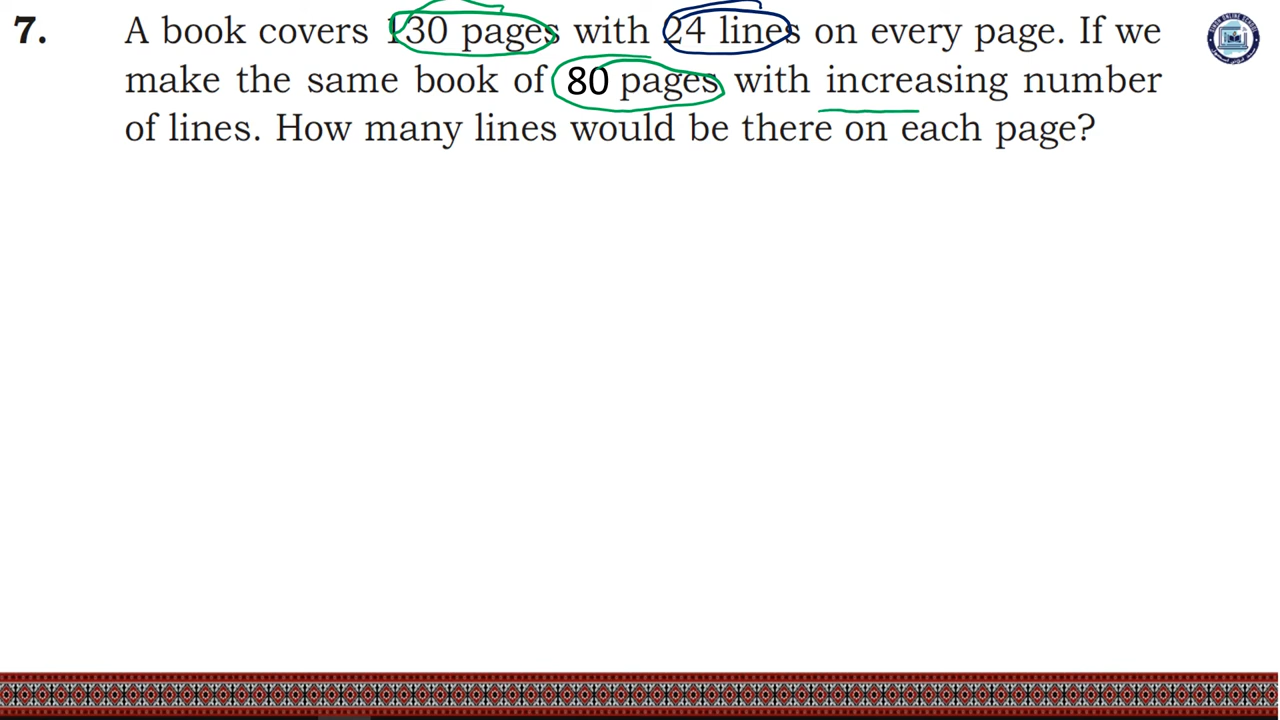 7. A book covers 130 pages with 24 lines on every page. If we
make the same book of 80 pages with increasing number
of lines. How many lines would be there on each page?